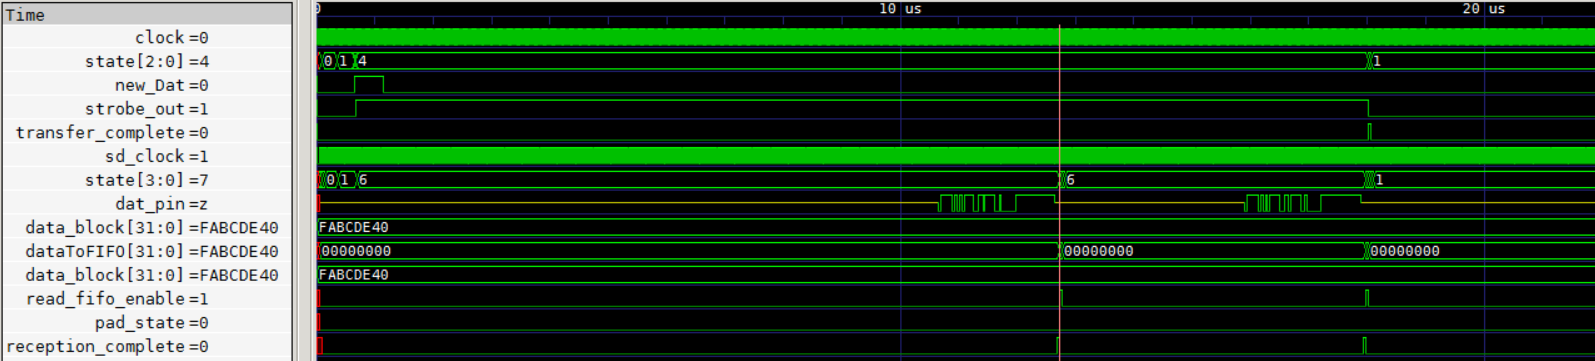 Time 0 10 us 20 us
clock =0
state[2:0] =4 0 1 4 1
new_Dat =0
strobe_out =1
transfer_complete =0
sd_clock =1
state[3:0] =7 0 1 6 6 1
dat_pin =z
data_block[31:0] =FABCDE40 FABCDE40
dataToFIFO[31:0] =FABCDE40 00000000 00000000 00000000
data_block[31:0] =FABCDE40 FABCDE40
read_fifo_enable =1
pad_state =0
reception_complete =0